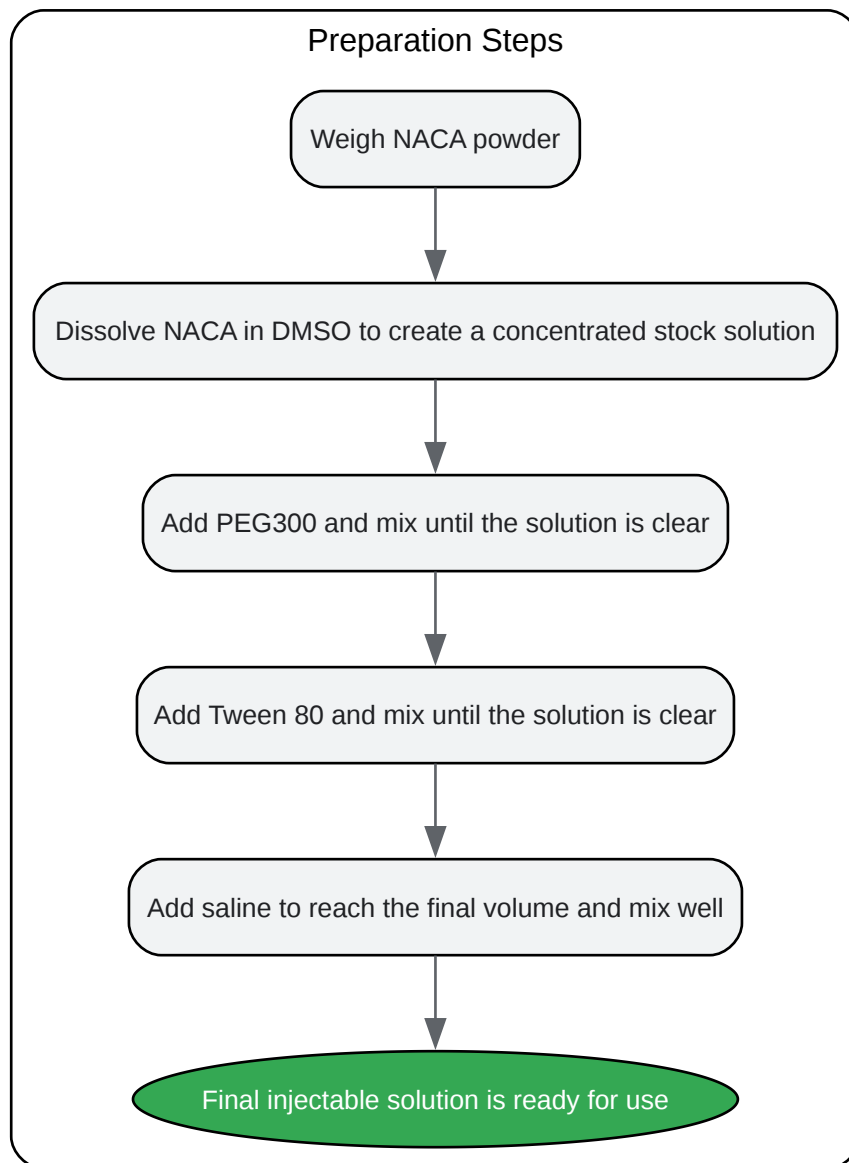 Preparation Steps
Weigh NACA powder
Dissolve NACA in DMSO to create a concentrated stock solution
Add PEG300 and mix until the solution is clear
Add Tween 80 and mix until the solution is clear
Add saline to reach the final volume and mix well
Final injectable solution is ready for use